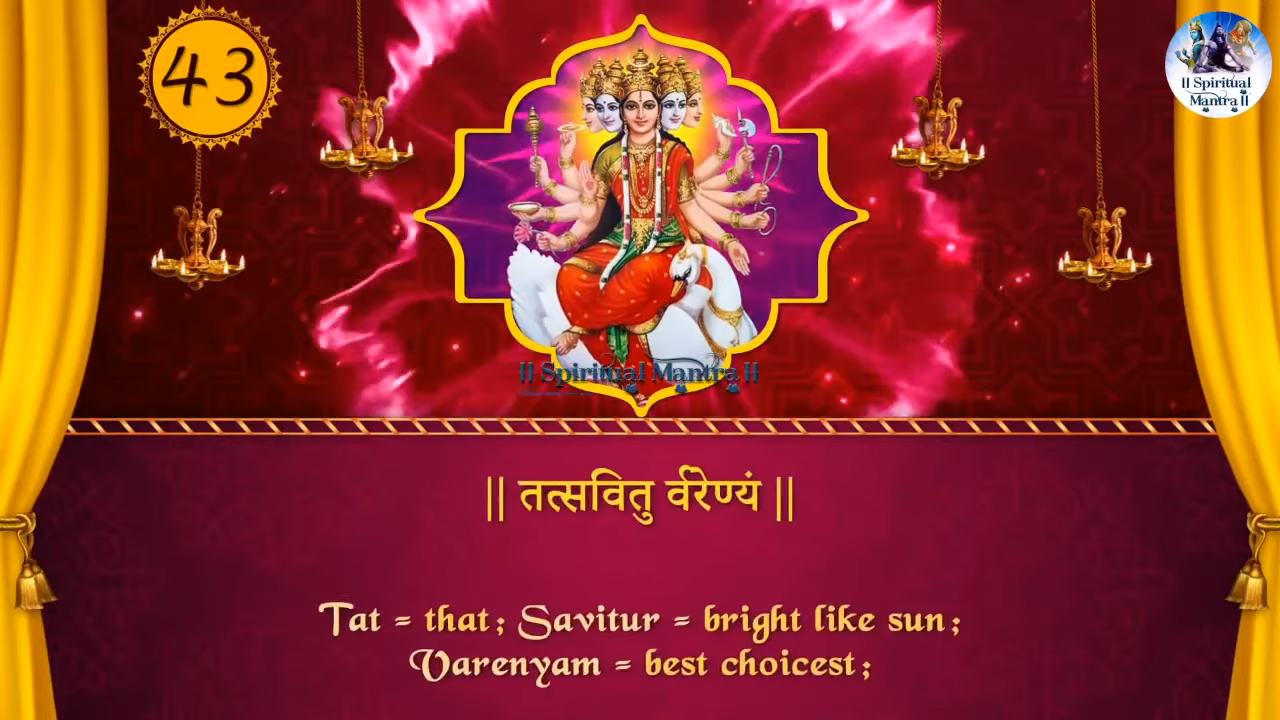 43
|| Spiritual
Mantra ||
|| Spiritual Mantra ||
|| तत्सवितु र्वरेण्यं ||
Tat = that; Savitur = bright like sun;
Varenyam = best choicest;